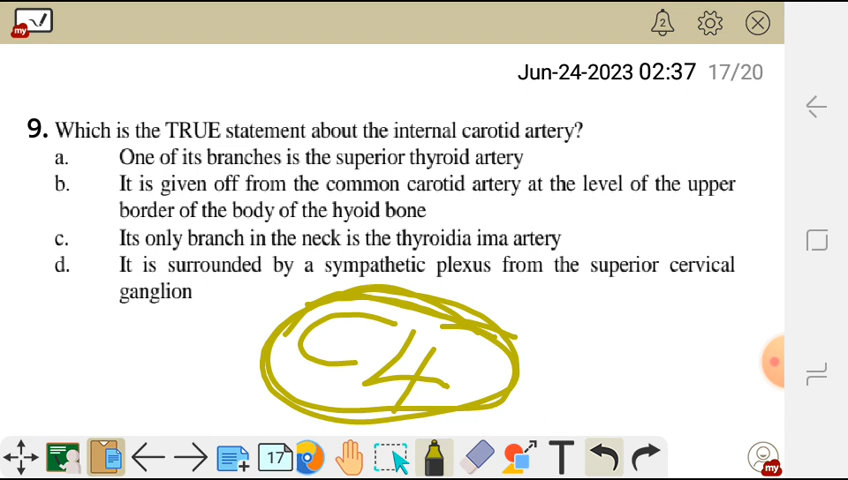 my
2
Jun-24-2023 02:37 17/20
9. Which is the TRUE statement about the internal carotid artery?
a. One of its branches is the superior thyroid artery
b. It is given off from the common carotid artery at the level of the upper
border of the body of the hyoid bone
c. Its only branch in the neck is the thyroidia ima artery
d. It is surrounded by a sympathetic plexus from the superior cervical
ganglion
C4
17
T
my